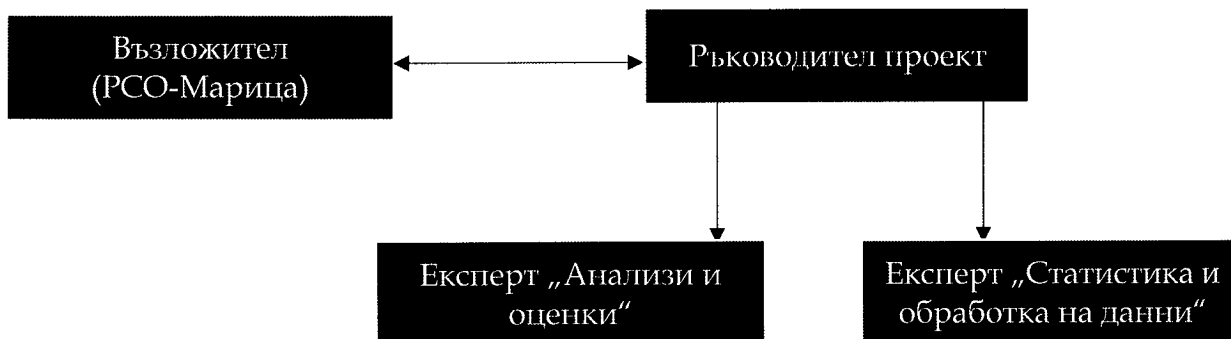 Възложител
(РСО-Марица)
Ръководител проект
Експерт „Анализи и
оценки“
Експерт „Статистика и
обработка на данни“